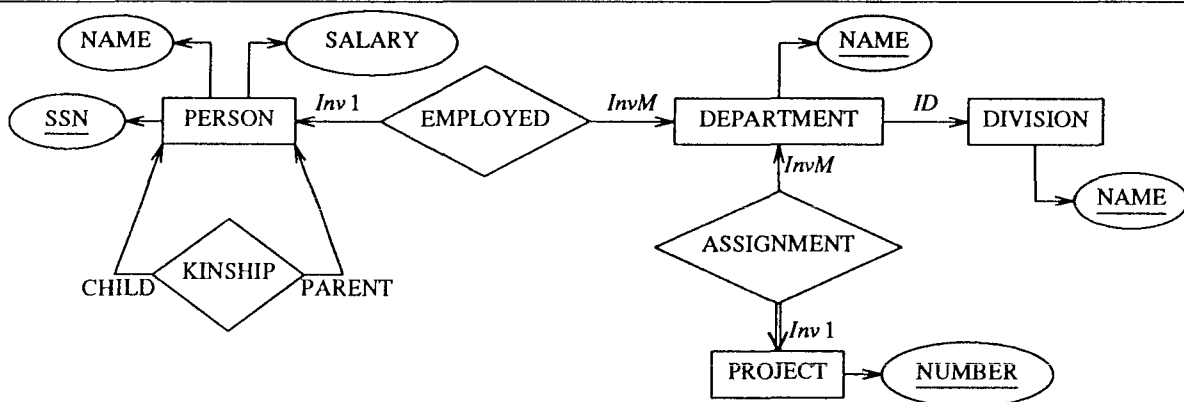 NAME
SALARY
NAME
SSN
PERSON
Inv 1
EMPLOYED
InvM
DEPARTMENT
ID
DIVISION
InvM
NAME
ASSIGNMENT
KINSHIP
CHILD
PARENT
Inv 1
PROJECT
NUMBER